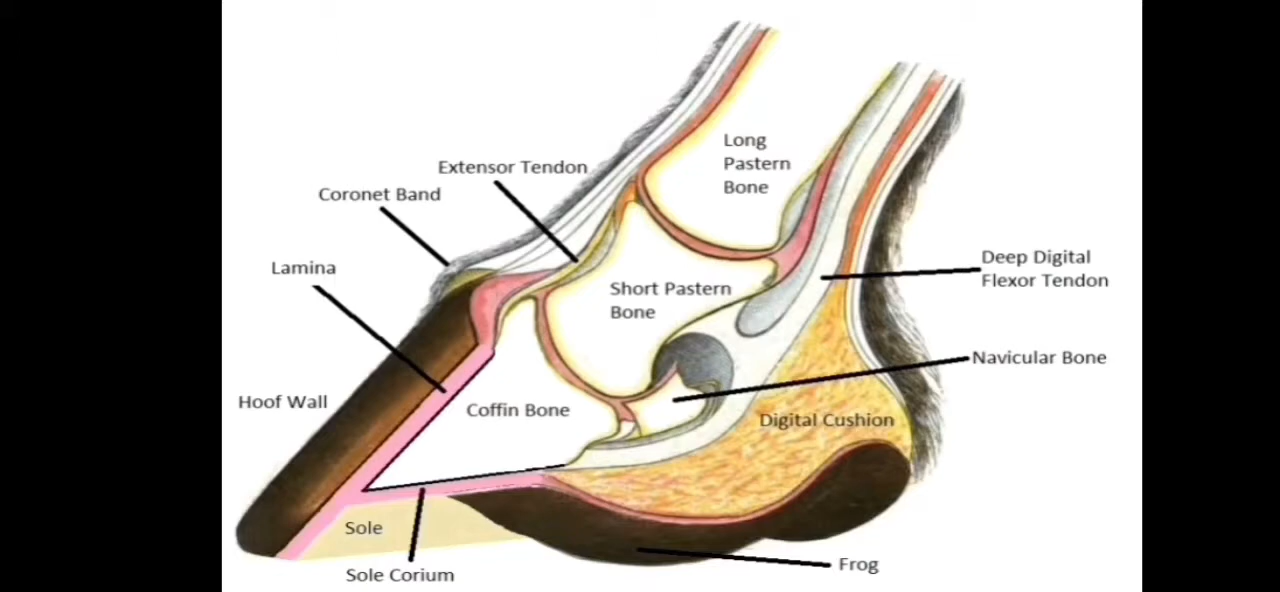 Long
Pastern
Bone
Extensor Tendon
Coronet Band
Lamina
Deep Digital
Flexor Tendon
Short Pastern
Bone
Navicular Bone
Hoof Wall
Coffin Bone
Digital Cushion
Sole
Frog
Sole Corium